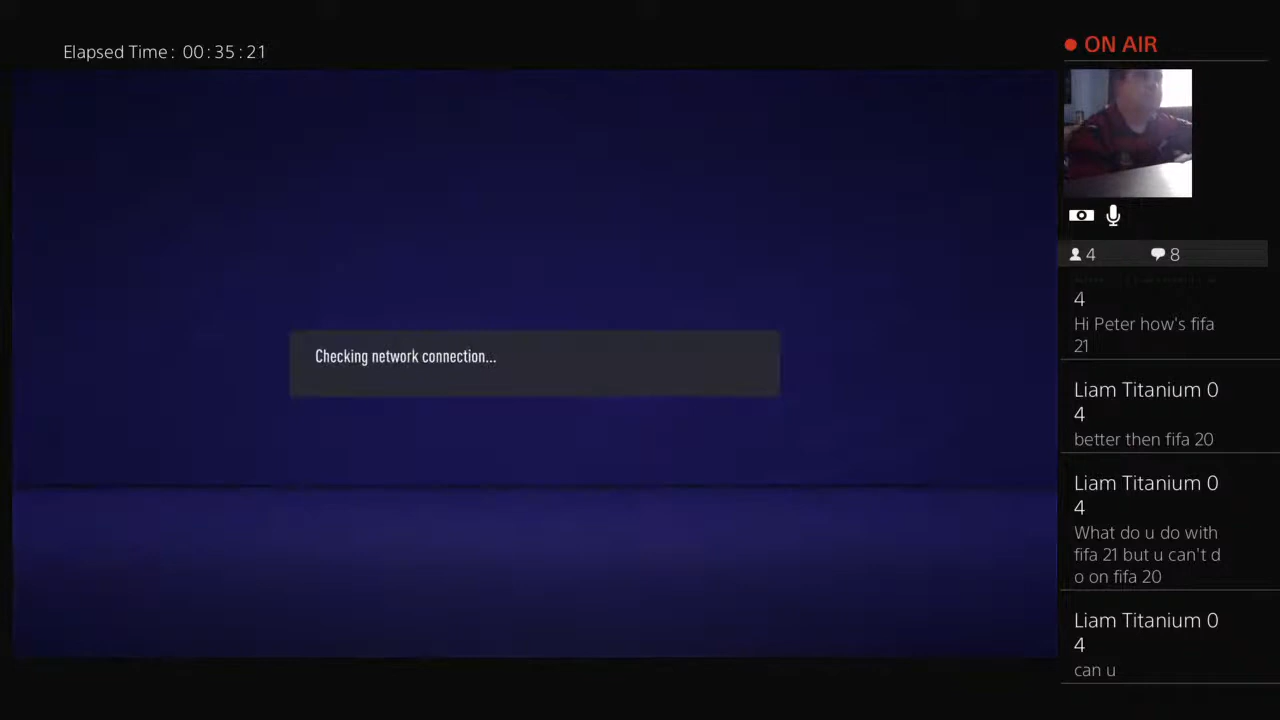 Elapsed Time: 00:35:21
ON AIR
4 8
4
Hi Peter how's fifa
21
Liam Titanium 0
4
better then fifa 20
Checking network connection...
Liam Titanium 0
4
What do u do with
fifa 21 but u can't d
o on fifa 20
Liam Titanium 0
4
can u